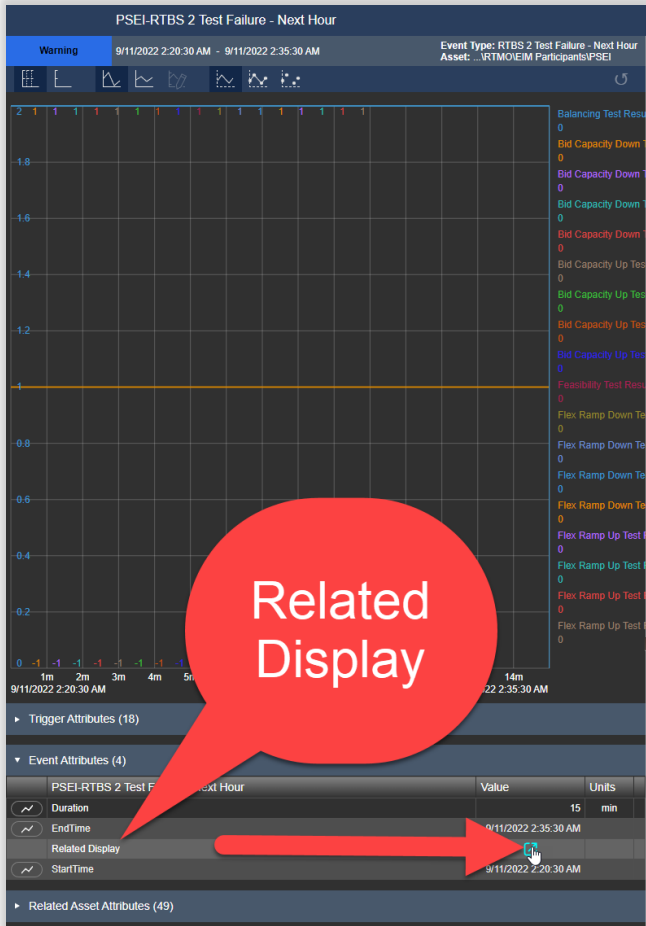 PSEI-RTBS 2 Test Failure - Next Hour
Warning
9/11/2022 2:20:30 AM - 9/11/2022 2:35:30 AM
Event Type: RTBS 2 Test Failure - Next Hour
Asset: ...\RTMO\EIM Participants\PSEI
2 1 1 1 1 1 1 1 1 1 1 1 1 1 1 1
1.8
1.6
1.4
1.2
1
0.8
0.6
0.4
0.2
0 -1 -1 -1 -1 -1 -1 -1
1m 2m 3m 4m 14m
9/11/2022 2:20:30 AM
22 2:35:30 AM
Balancing Test Resu
0
Bid Capacity Down T
0
Bid Capacity Down T
0
Bid Capacity Down T
0
Bid Capacity Down T
0
Bid Capacity Up Tes
0
Bid Capacity Up Tes
0
Bid Capacity Up Tes
0
Bid Capacity Up Tes
0
Feasibility Test Resu
0
Flex Ramp Down Te
0
Flex Ramp Down Te
0
Flex Ramp Down Te
0
Flex Ramp Down Te
0
Flex Ramp Up Test
0
Flex Ramp Up Test
0
Flex Ramp Up Test
0
Flex Ramp Up Test
0
Related
Display
Trigger Attributes (18)
Event Attributes (4)
PSEI-RTBS 2 Test F ext Hour Value Units
Duration 15 min
EndTime 9/11/2022 2:35:30 AM
Related Display
StartTime 9/11/2022 2:20:30 AM
Related Asset Attributes (49)